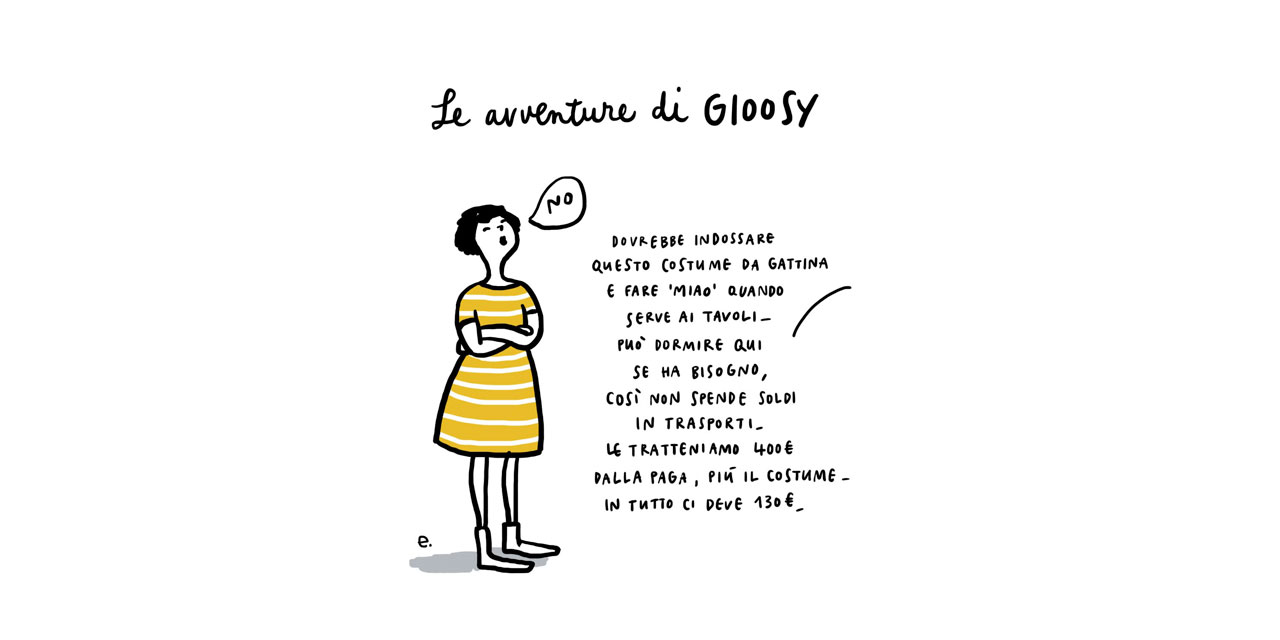 Le avventure di GlOOSY
NO
DOVREBBE INDOSSARE
QUESTO COSTUME DA GATTINA
E FARE 'MIAO' QUANDO
SERVE AI TAVOLI_
PUÒ DORMIRE QUI
SE HA BISOGNO,
COSÌ NON SPENDE SOLDI
IN TRASPORTI_
LE TRATTENIAMO 400€
DALLA PAGA, PIÚ IL COSTUME_
IN TUTTO CI DEVE 130€_
e.